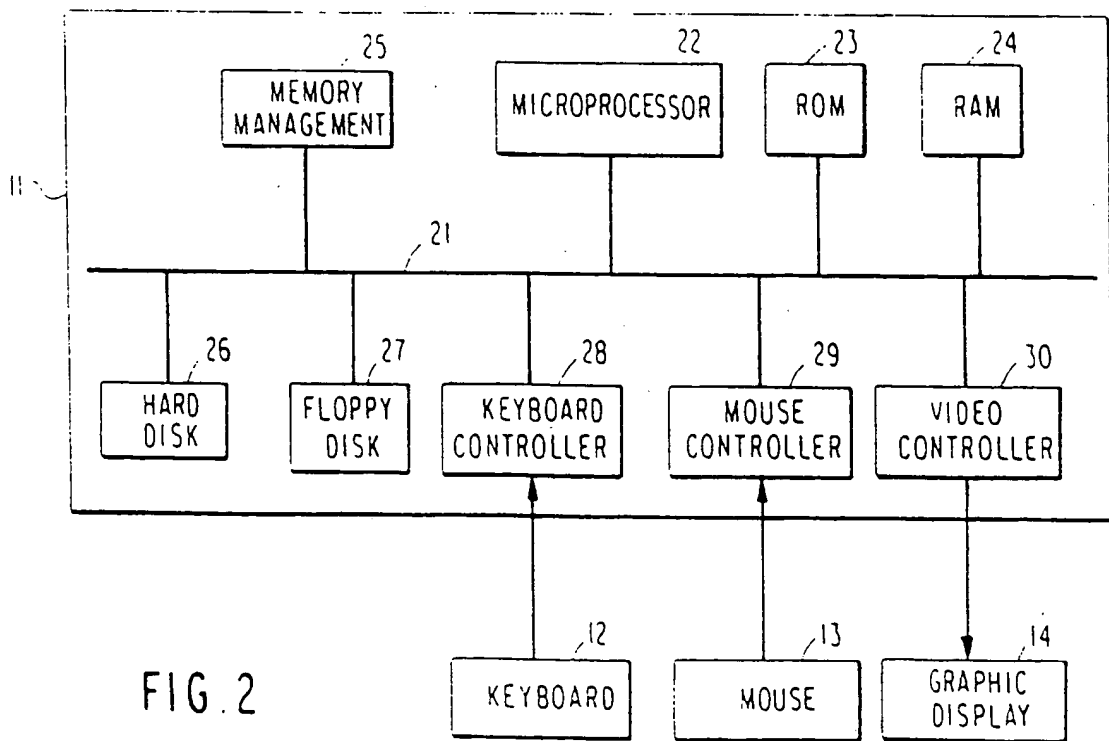 25
22
23
24
MEMORY
MANAGEMENT
MICROPROCESSOR
ROM
RAM
11
21
26
27
28
29
30
HARD
DISK
FLOPPY
DISK
KEYBOARD
CONTROLLER
MOUSE
CONTROLLER
VIDEO
CONTROLLER
12
13
14
KEYBOARD
MOUSE
GRAPHIC
DISPLAY
FIG.2